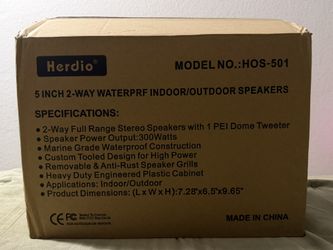 Herdio®
MODEL NO.:HOS-501
5 INCH 2-WAY WATERPRF INDOOR/OUTDOOR SPEAKERS
SPECIFICATIONS:
• 2-Way Full Range Stereo Speakers with 1 PEI Dome Tweeter
• Speaker Power Output:300Watts
• Marine Grade Waterproof Construction
• Custom Tooled Design for High Power
• Removable & Anti-Rust Speaker Grills
• Heavy Duty Engineered Plastic Cabinet
• Applications: Indoor/Outdoor
• Product Dimensions: (L x W x H):7.28"x6.5"x9.65"
CE FC
MADE IN CHINA